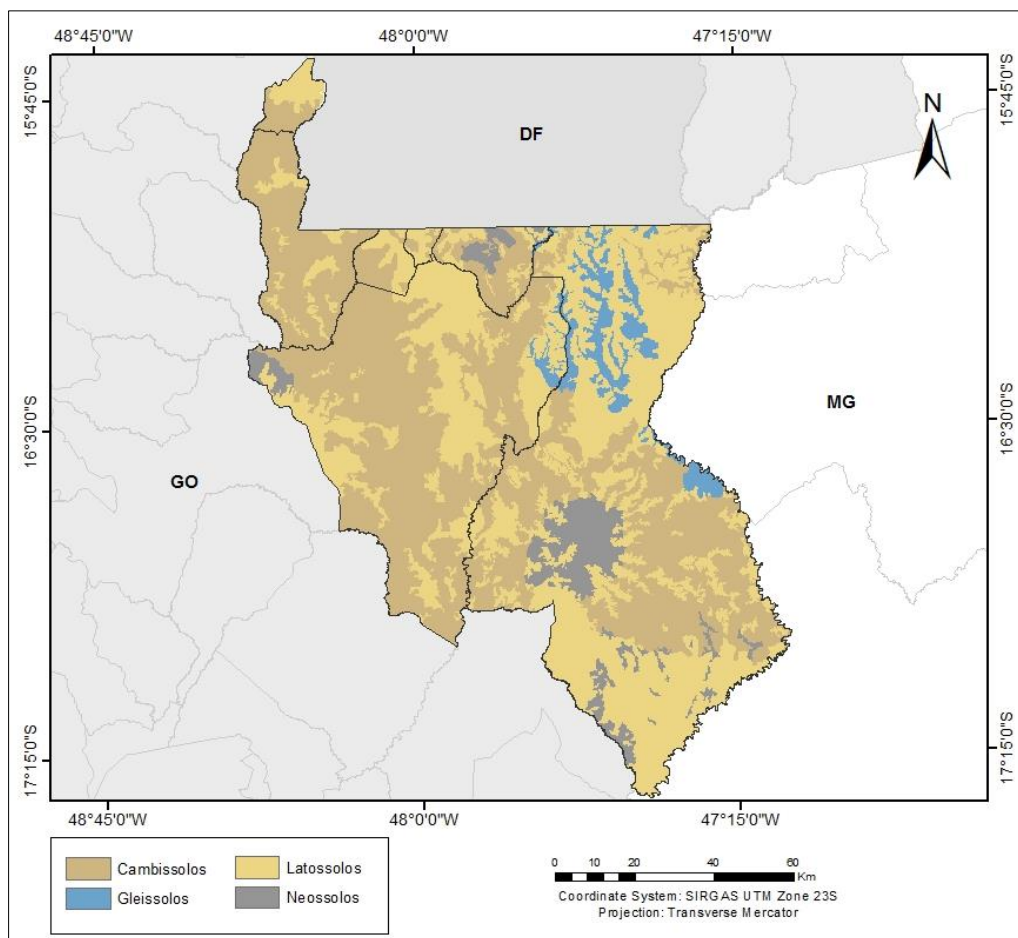 48°45'0"W 48°0'0"W 47°15'0"W
15°45'0"S
15°45'0"S
N
DF
MG
16°30'0"S
16°30'0"S
GO
17°15'0"S
17°15'0"S
48°45'0"W 48°0'0"W 47°15'0"W
Cambissolos Latossolos
Gleissolos Neossolos
0 10 20 40 60
Km
Coordinate System: SIRGAS UTM Zone 23S
Projection: Transverse Mercator